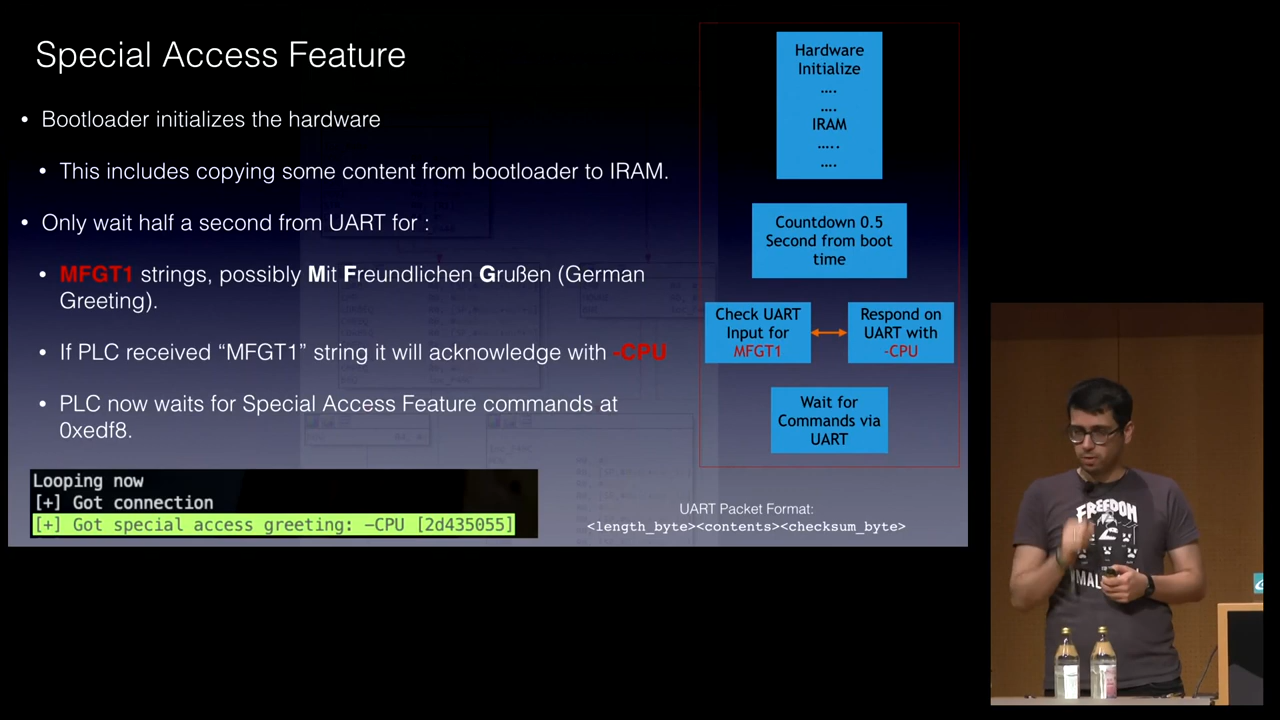 Special Access Feature
• Bootloader initializes the hardware
• This includes copying some content from bootloader to IRAM.
• Only wait half a second from UART for :
• MFGT1 strings, possibly Mit Freundlichen Grußen (German
Greeting).
• If PLC received “MFGT1” string it will acknowledge with -CPU
• PLC now waits for Special Access Feature commands at
0xedf8.
Looping now
[+] Got connection
[+] Got special access greeting: -CPU [2d435055]
Hardware
Initialize
....
....
IRAM
.....
....
Countdown 0.5
Second from boot
time
Check UART
Input for
MFGT1
Respond on
UART with
-CPU
Wait for
Commands via
UART
UART Packet Format:
<length_byte><contents><checksum_byte>
FREEDOM